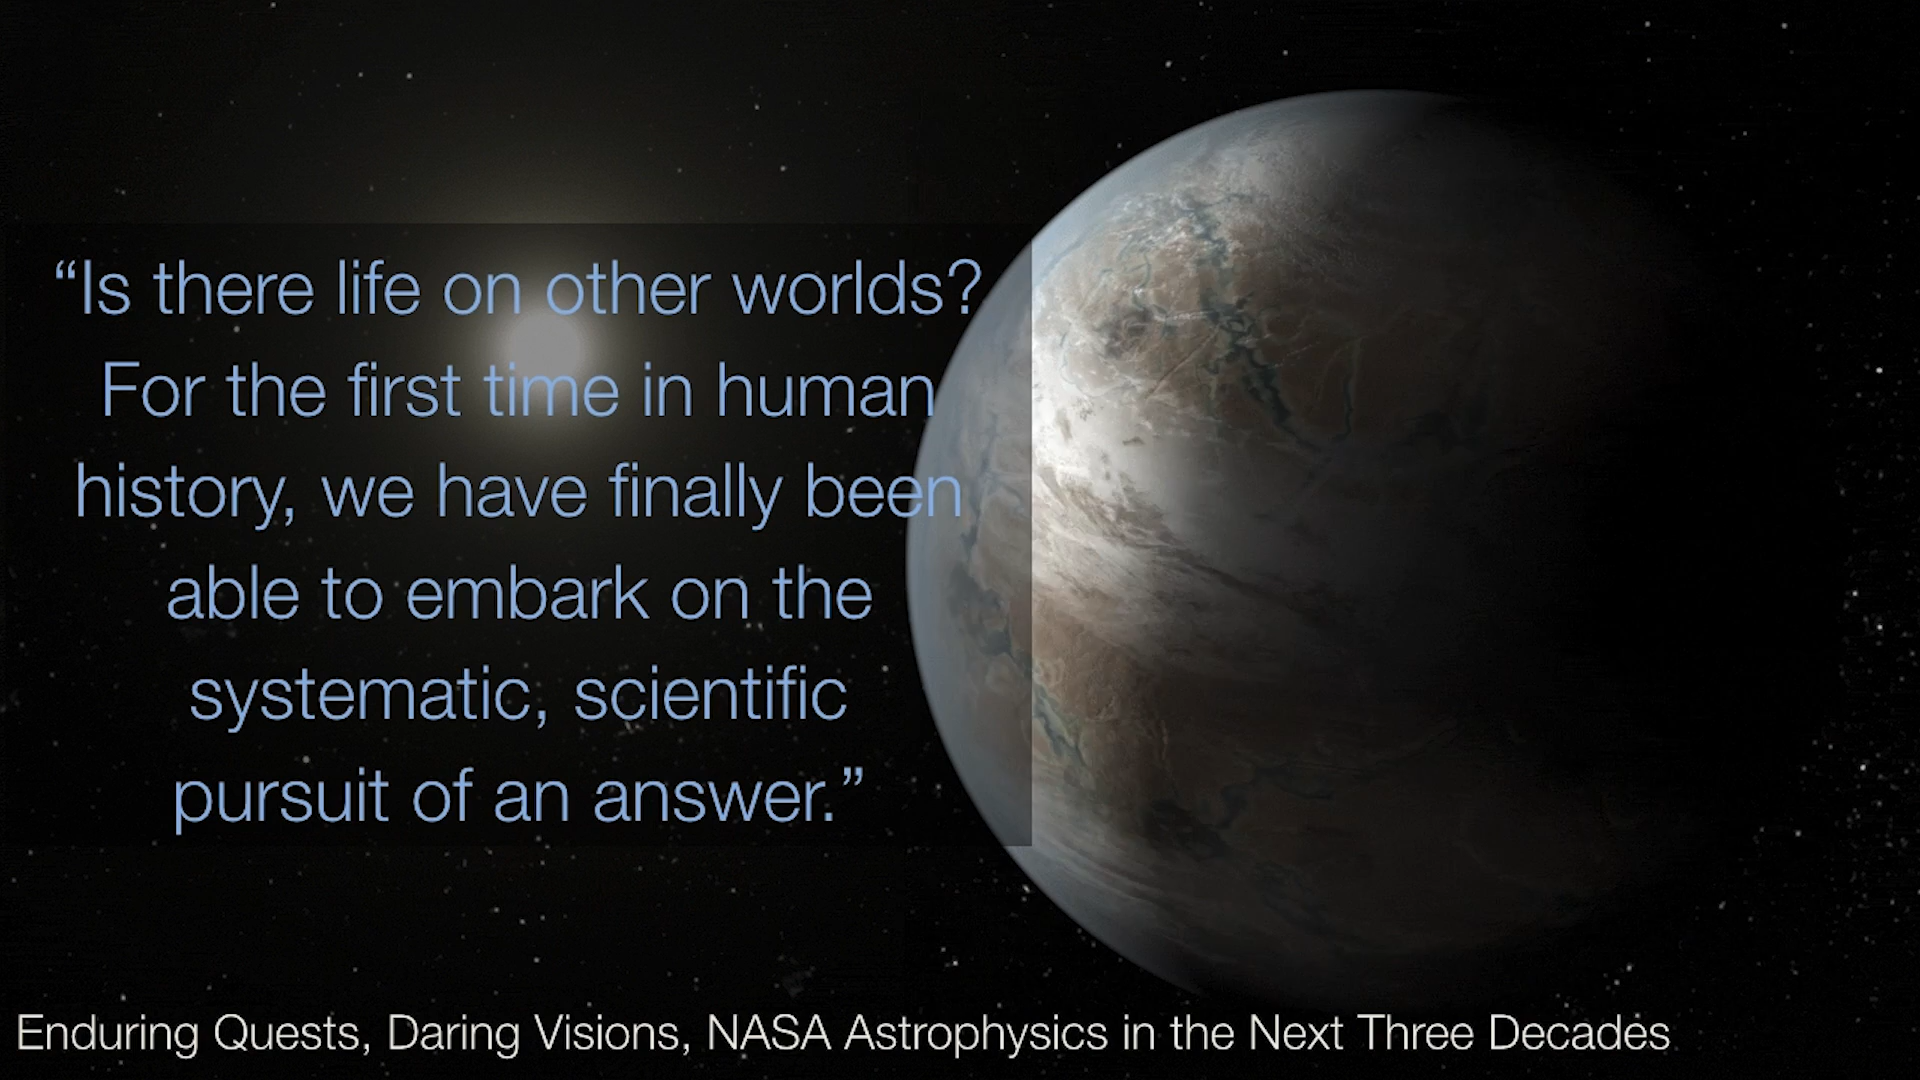 “Is there life on other worlds?
For the first time in human
history, we have finally been
able to embark on the
systematic, scientific
pursuit of an answer.”
Enduring Quests, Daring Visions, NASA Astrophysics in the Next Three Decades